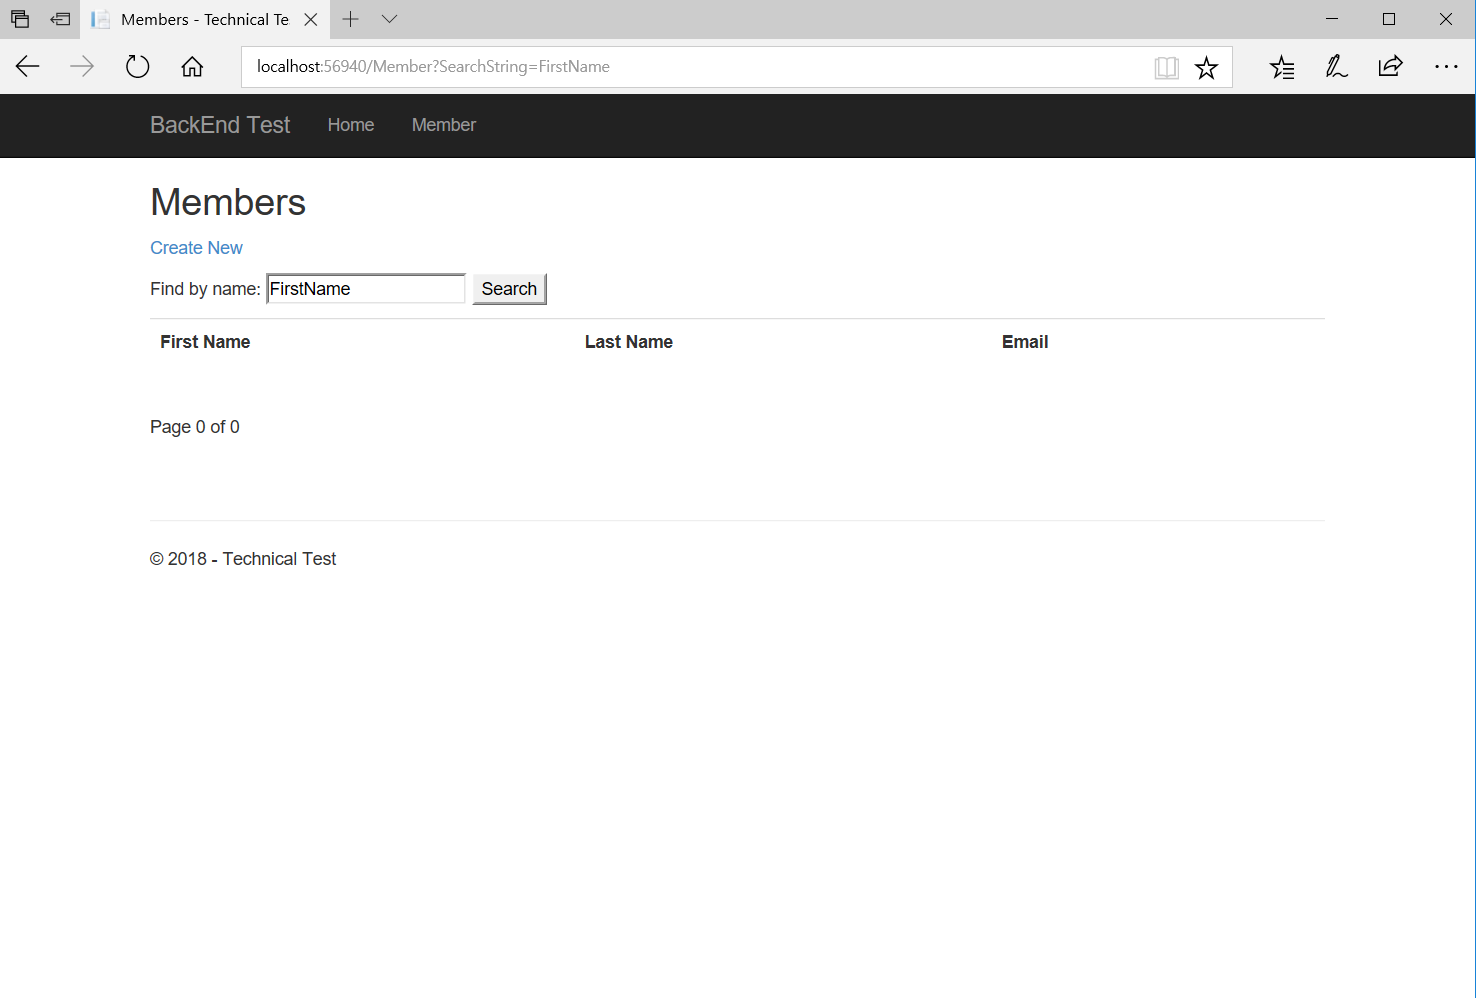 Members - Technical Te
localhost:56940/Member?SearchString=FirstName
BackEnd Test Home Member
Members
Create New
Find by name: FirstName Search
First Name Last Name Email
Page 0 of 0
© 2018 - Technical Test